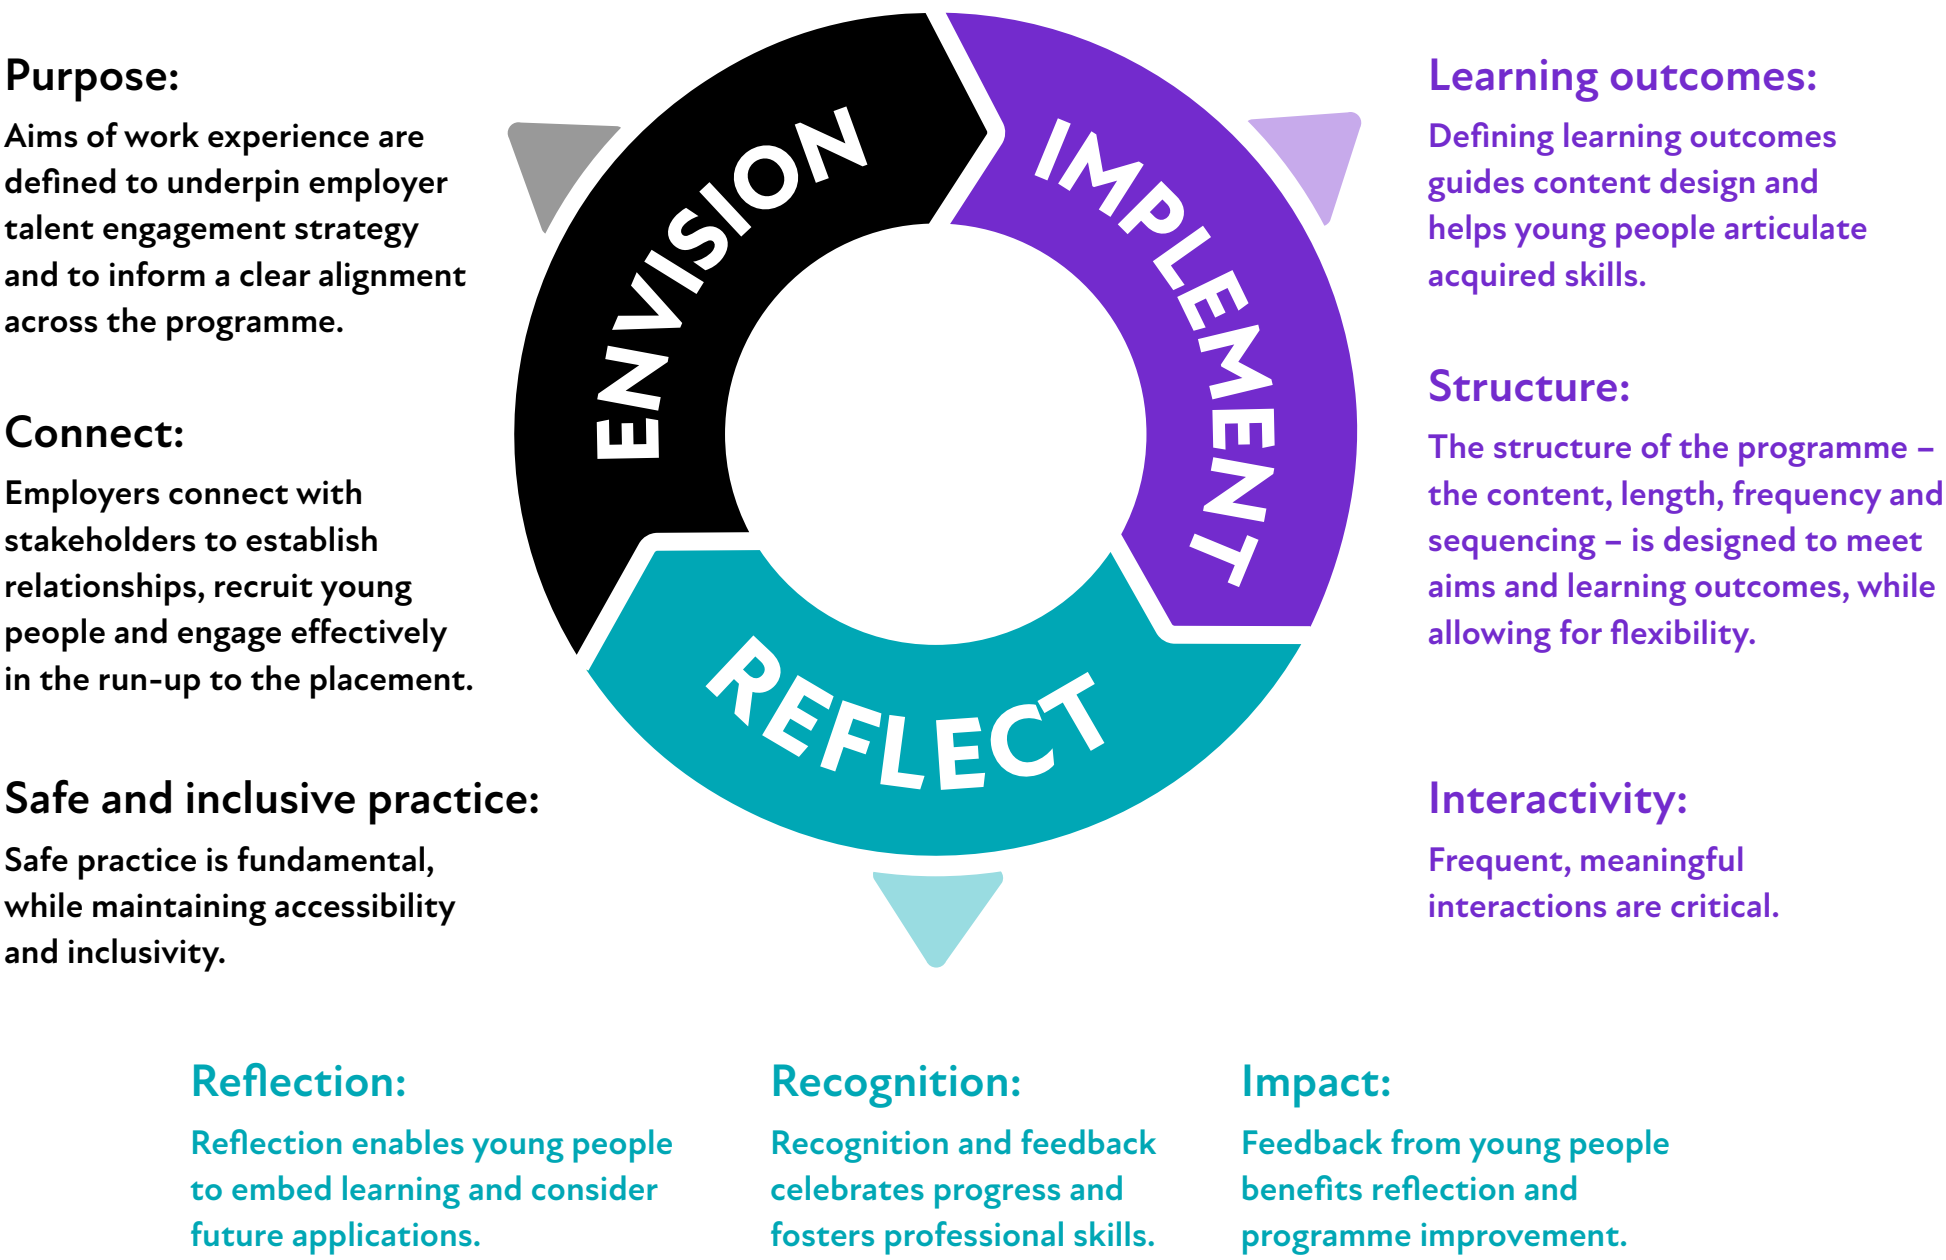 Purpose:
Aims of work experience are
defined to underpin employer
talent engagement strategy
and to inform a clear alignment
across the programme.
Connect:
Employers connect with
stakeholders to establish
relationships, recruit young
people and engage effectively
in the run-up to the placement.
Safe and inclusive practice:
Safe practice is fundamental,
while maintaining accessibility
and inclusivity.
ENVISION
IMPLEMENT
REFLECT
Learning outcomes:
Defining learning outcomes
guides content design and
helps young people articulate
acquired skills.
Structure:
The structure of the programme –
the content, length, frequency and
sequencing – is designed to meet
aims and learning outcomes, while
allowing for flexibility.
Interactivity:
Frequent, meaningful
interactions are critical.
Reflection:
Reflection enables young people
to embed learning and consider
future applications.
Recognition:
Recognition and feedback
celebrates progress and
fosters professional skills.
Impact:
Feedback from young people
benefits reflection and
programme improvement.